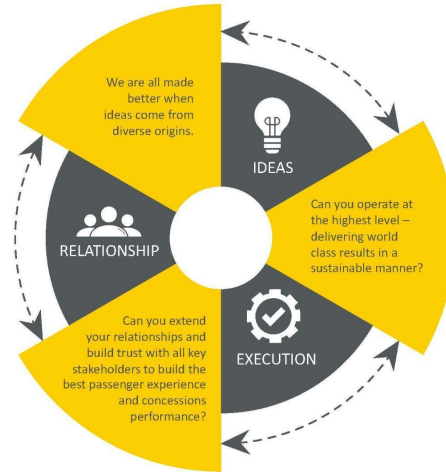 We are all made
better when
ideas come from
diverse origins.
IDEAS
Can you operate at
the highest level –
delivering world
class results in a
sustainable manner?
RELATIONSHIP
Can you extend
your relationships and
build trust with all key
stakeholders to build the
best passenger experience
and concessions
performance?
EXECUTION